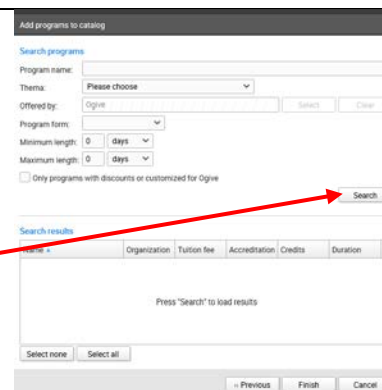 Add programs to catalog
Search programs
Program name:
Thema: Please choose
Offered by: Ogive Select Clear
Program form:
Minimum length: 0 days
Maximum length: 0 days
Only programs with discounts or customized for Ogive
Search
Search results
Name Organization Tuition fee Accreditation Credits Duration
Press "Search" to load results
Select none Select all
« Previous Finish Cancel